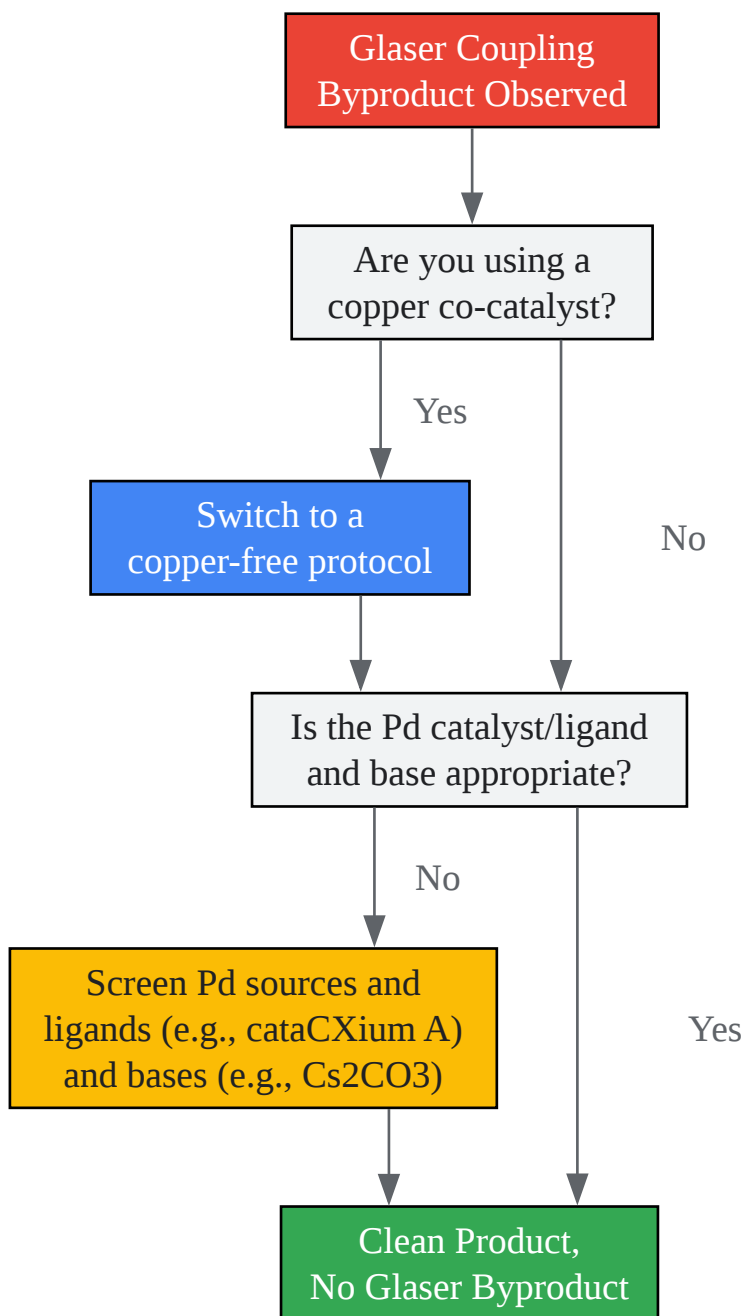 Glaser Coupling
Byproduct Observed
Are you using a
copper co-catalyst?
Yes
Switch to a
copper-free protocol
No
Is the Pd catalyst/ligand
and base appropriate?
No
Screen Pd sources and
ligands (e.g., cataCXium A)
and bases (e.g., Cs2CO3)
Yes
Clean Product,
No Glaser Byproduct